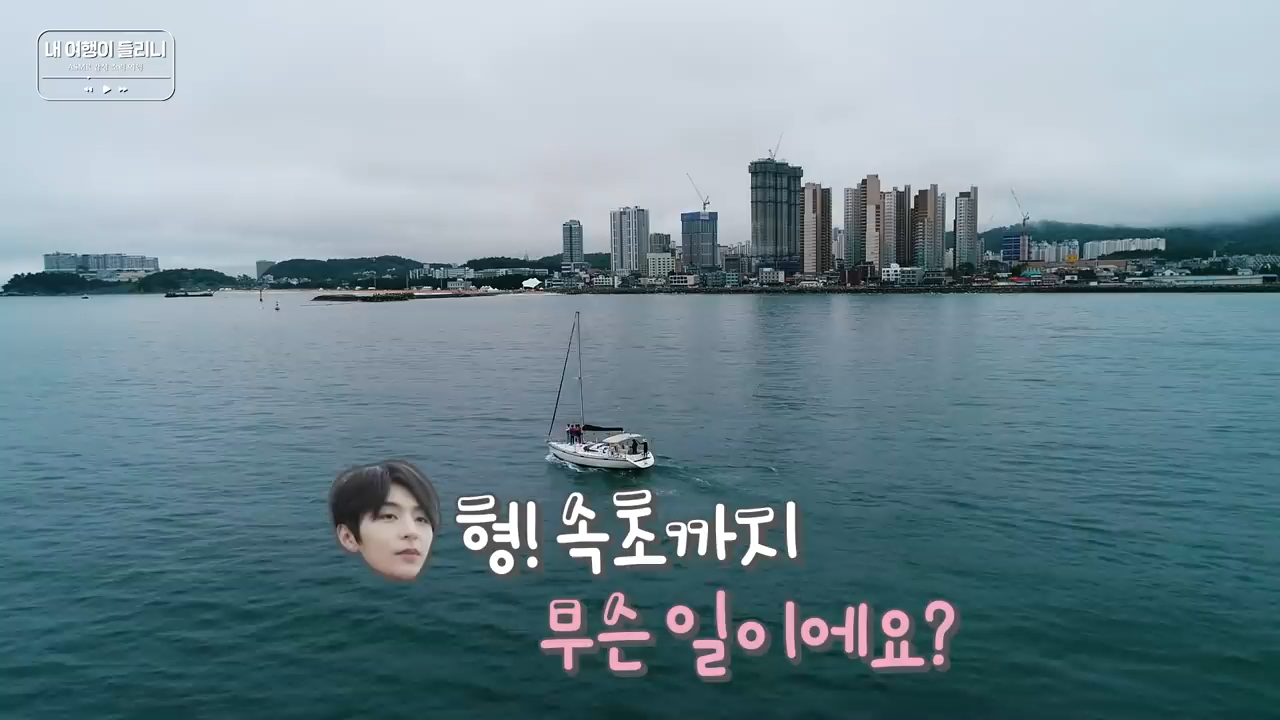 내 여행이 들리니
형! 속초까지
무슨 일이에요?